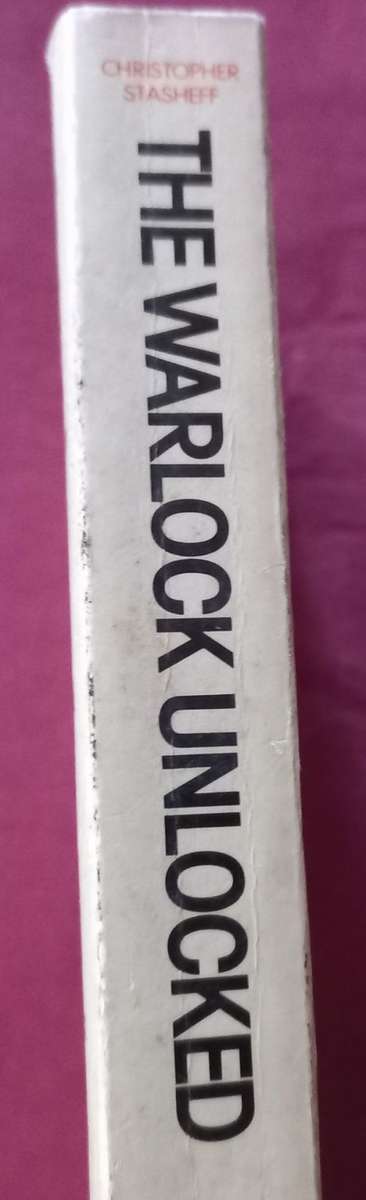 CHRISTOPHER
STASHEFF
THE WARLOCK UNLOCKED